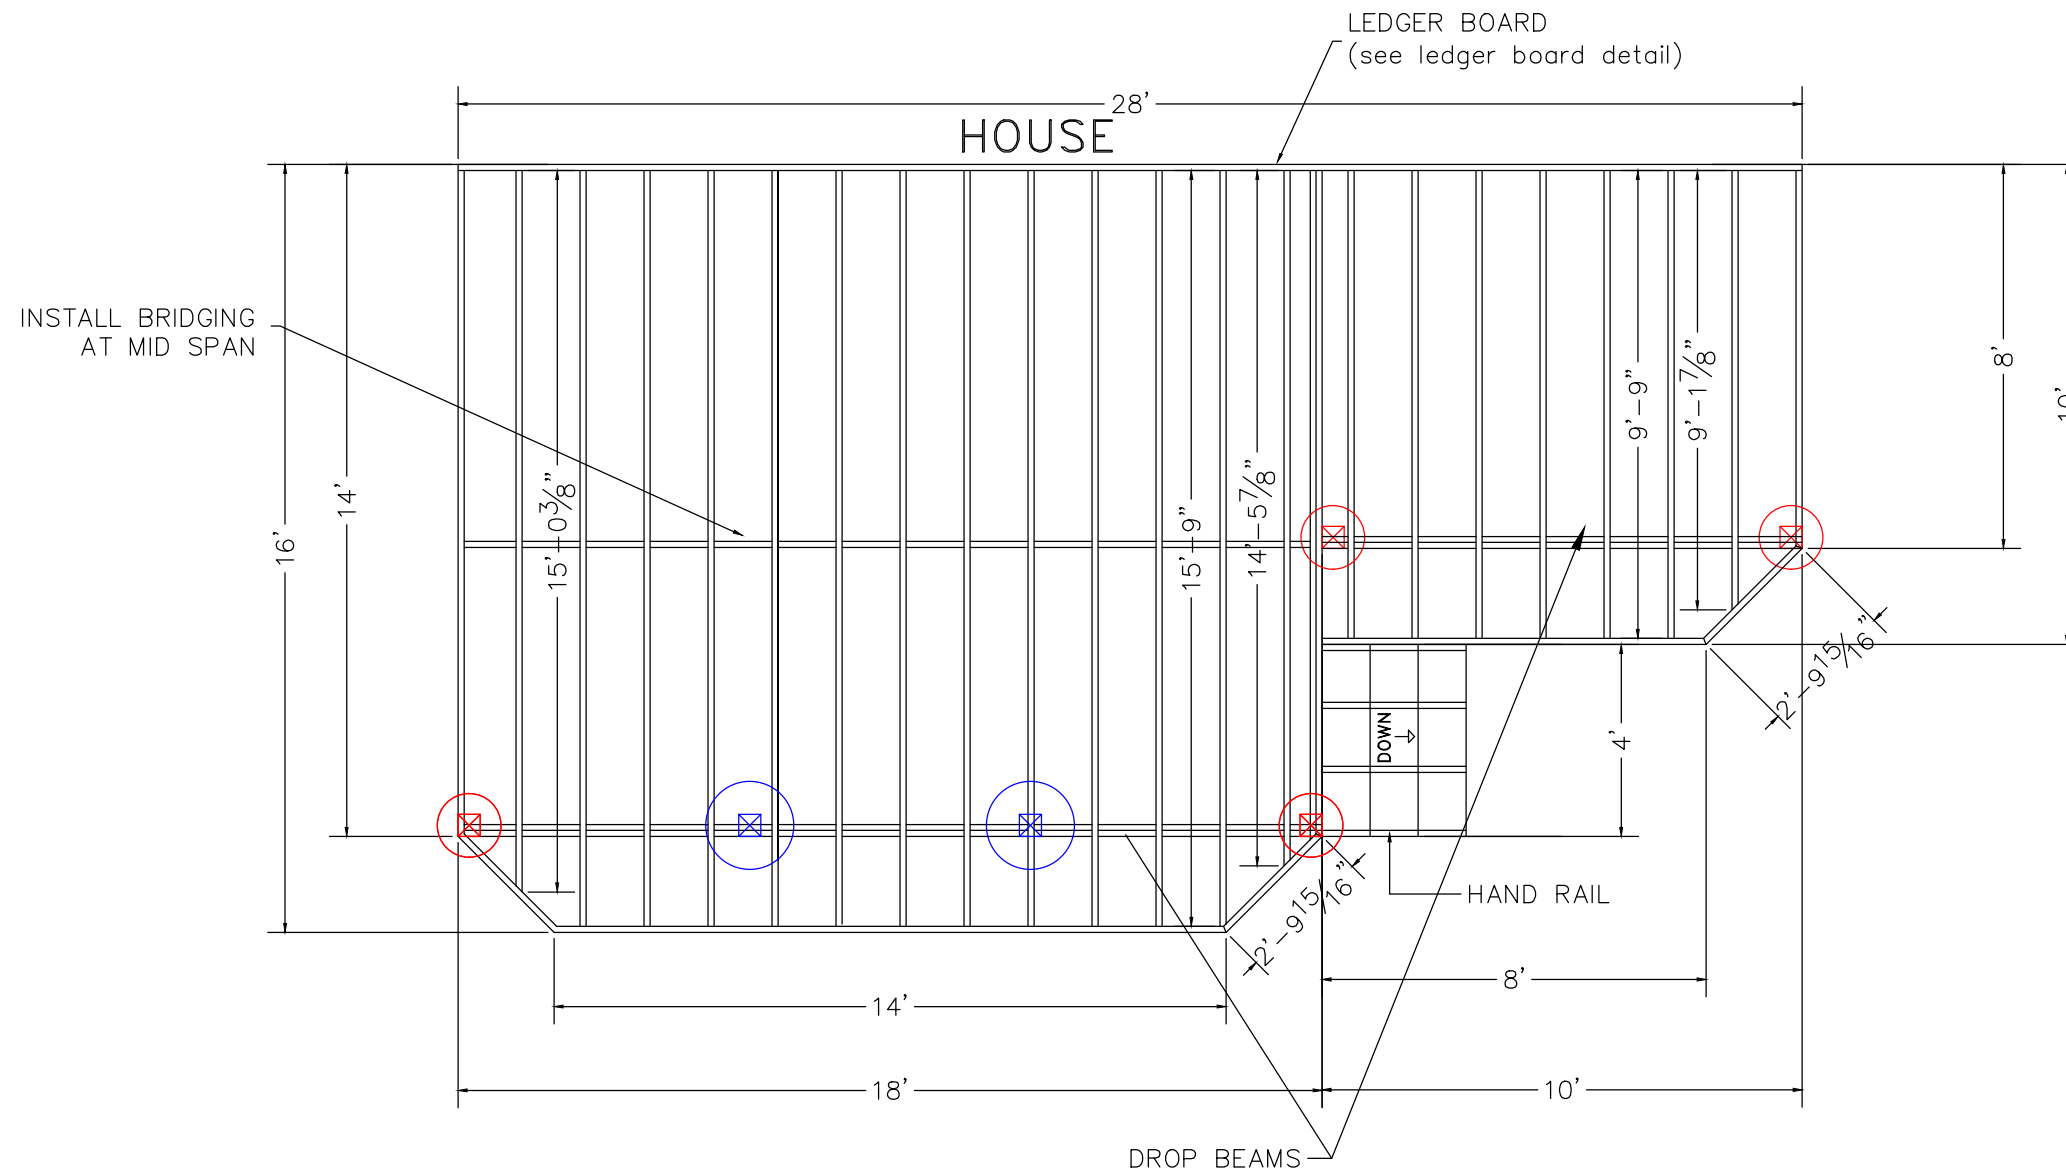 LEDGER BOARD
(see ledger board detail)
28'
HOUSE
INSTALL BRIDGING
AT MID SPAN
16'
14'
15'-0 3/8"
15'-9"
14'-5 7/8"
9'-9"
9'-1 7/8"
8'
10'
2'-9 15/16"
4'
DOWN
HAND RAIL
2'-9 15/16"
8'
14'
18'
10'
DROP BEAMS